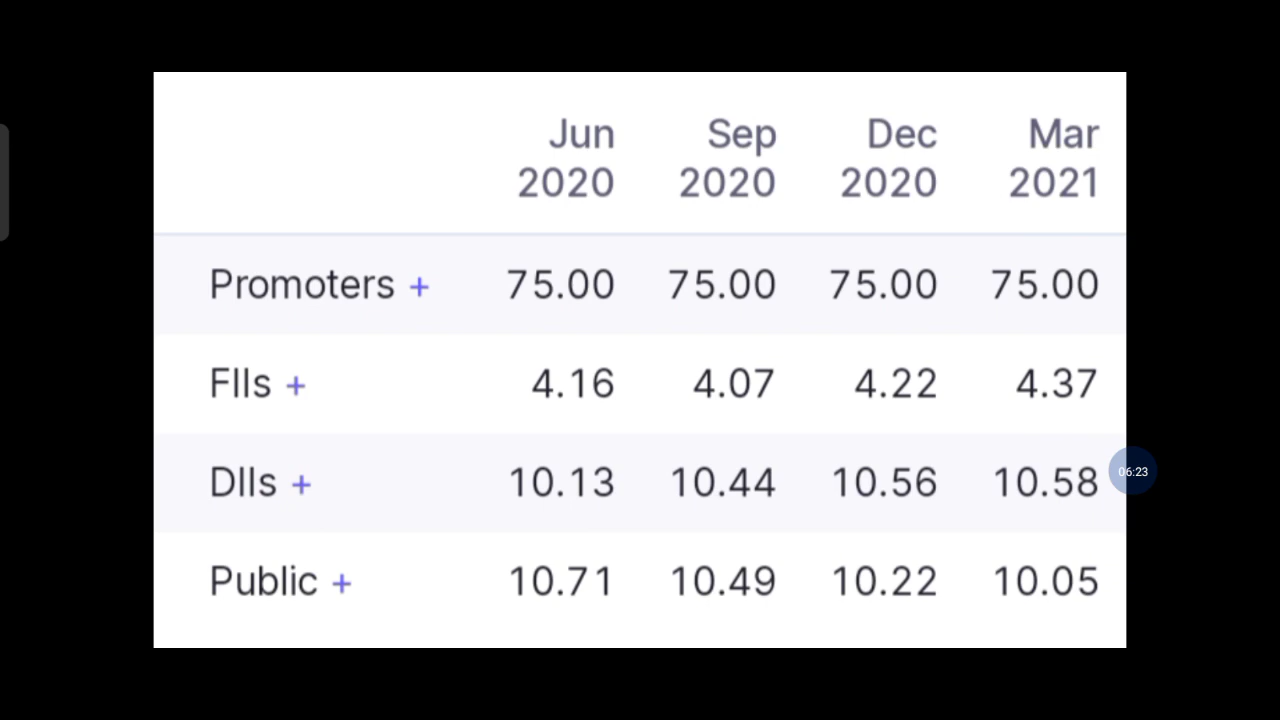 Jun Sep Dec Mar
2020 2020 2020 2021
Promoters + 75.00 75.00 75.00 75.00
FIIs + 4.16 4.07 4.22 4.37
DIIs + 10.13 10.44 10.56 10.58
Public + 10.71 10.49 10.22 10.05
06:23